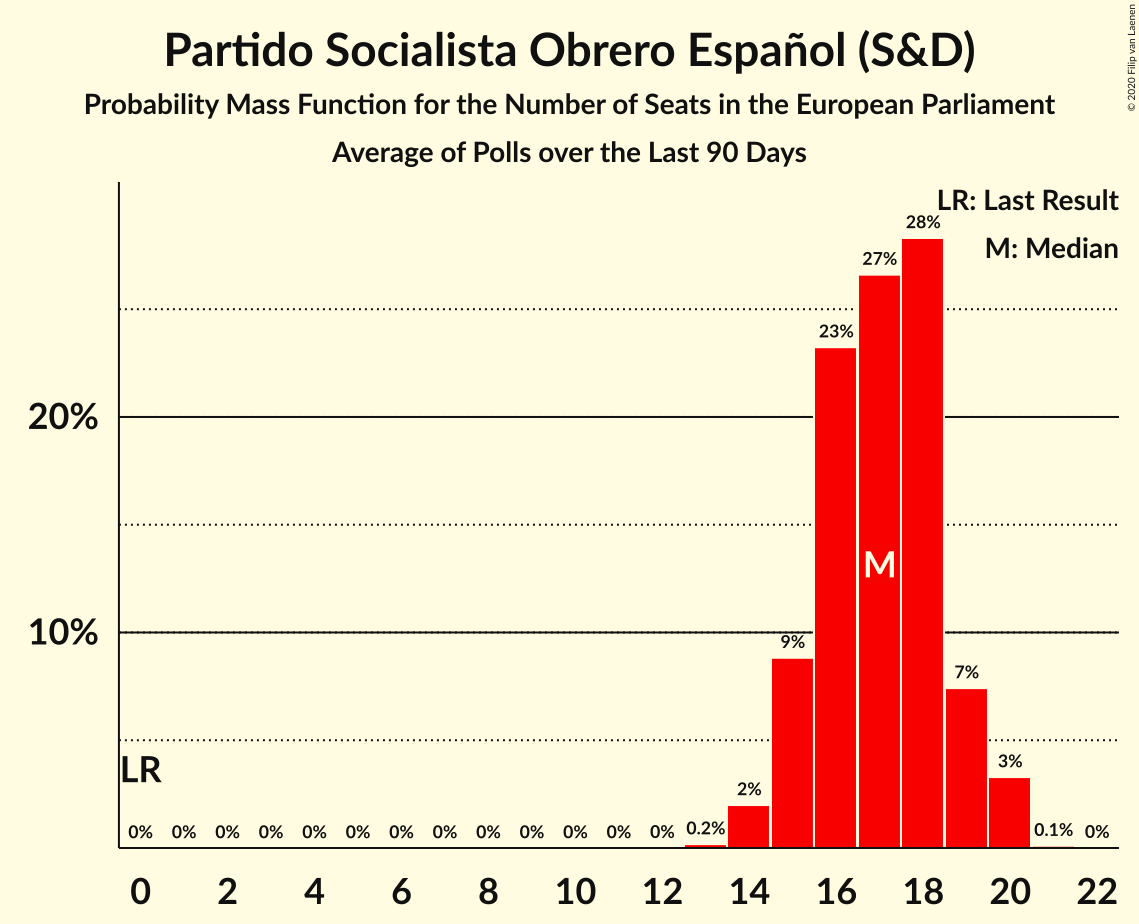 Partido Socialista Obrero Español (S&D)
Probability Mass Function for the Number of Seats in the European Parliament
Average of Polls over the Last 90 Days
© 2020 Filip van Laenen
LR: Last Result
M: Median
28%
27%
23%
20%
M
10%
9%
7%
LR
3%
2%
0% 0% 0% 0% 0% 0% 0% 0% 0% 0% 0% 0% 0% 0.2% 0.1% 0%
0 2 4 6 8 10 12 14 16 18 20 22